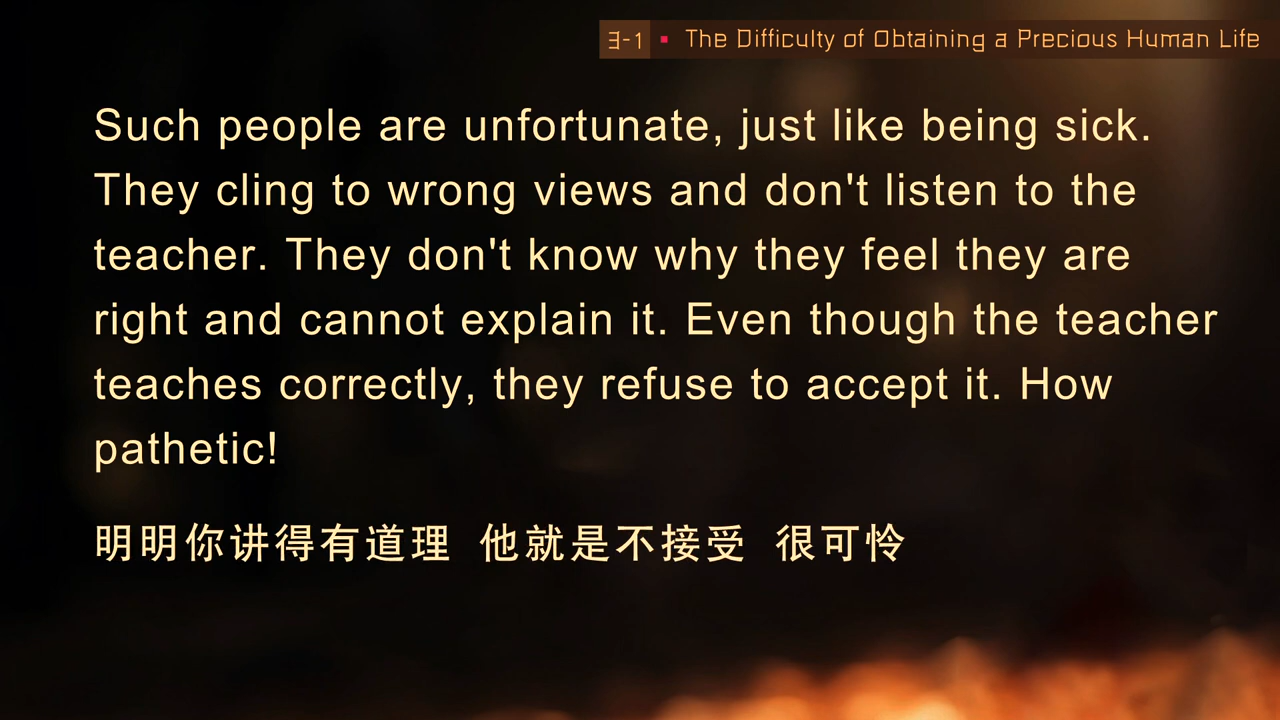 3-1 ▪ The Difficulty of Obtaining a Precious Human Life
Such people are unfortunate, just like being sick.
They cling to wrong views and don't listen to the
teacher. They don't know why they feel they are
right and cannot explain it. Even though the teacher
teaches correctly, they refuse to accept it. How
pathetic!
明明你讲得有道理 他就是不接受 很可怜